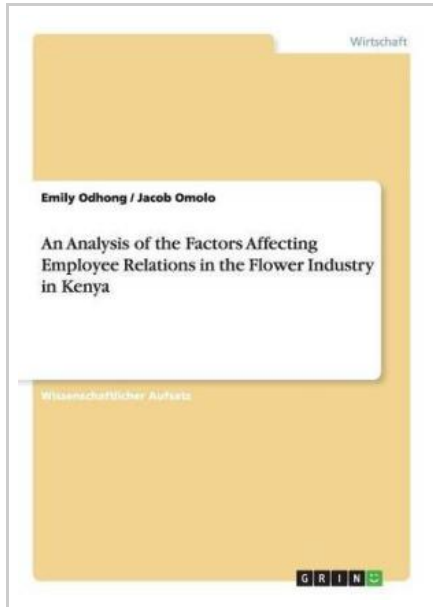 Wirtschaft
Emily Odhong / Jacob Omolo
An Analysis of the Factors Affecting
Employee Relations in the Flower Industry
in Kenya
Wissenschaftlicher Aufsatz
GRIN